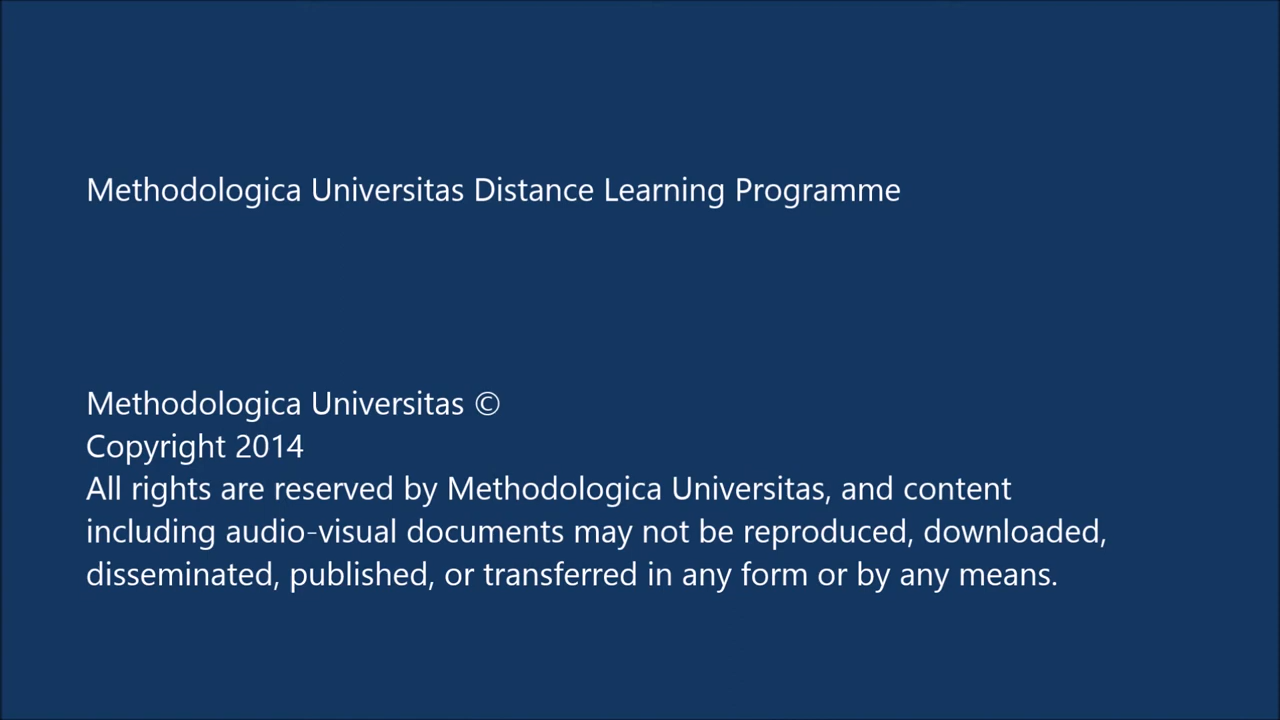 Methodologica Universitas Distance Learning Programme
Methodologica Universitas ©
Copyright 2014
All rights are reserved by Methodologica Universitas, and content
including audio-visual documents may not be reproduced, downloaded,
disseminated, published, or transferred in any form or by any means.